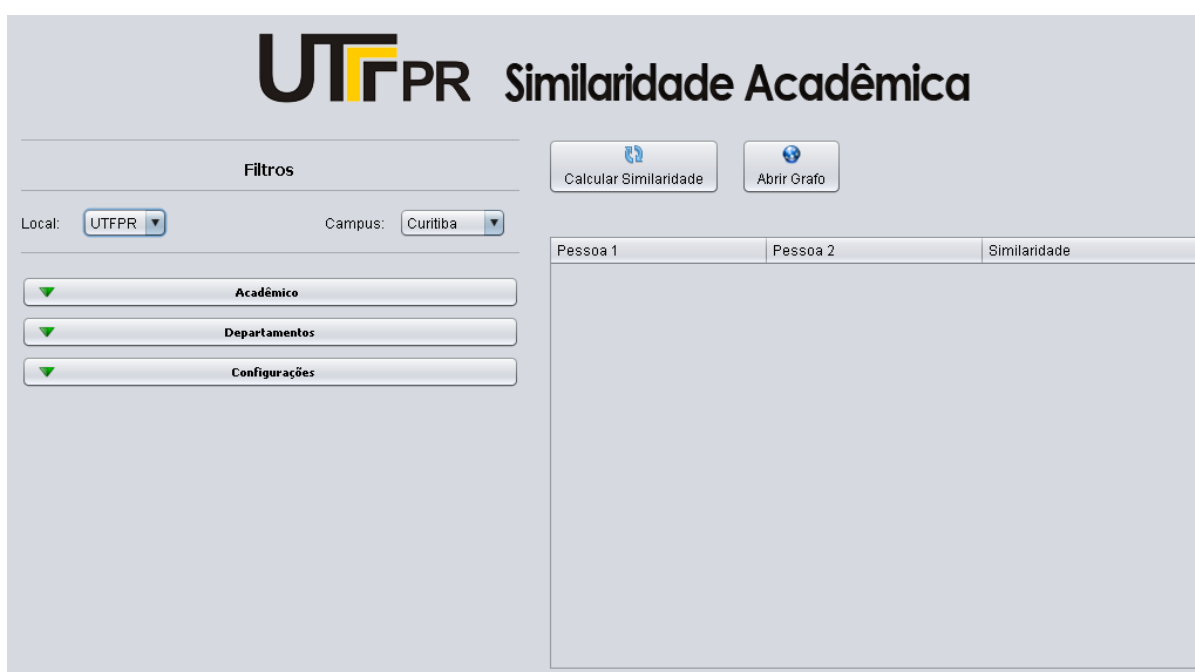 UTFPR Similaridade Acadêmica
Filtros
Local: UTFPR Campus: Curitiba
Acadêmico
Departamentos
Configurações
Calcular Similaridade Abrir Grafo
Pessoa 1 Pessoa 2 Similaridade